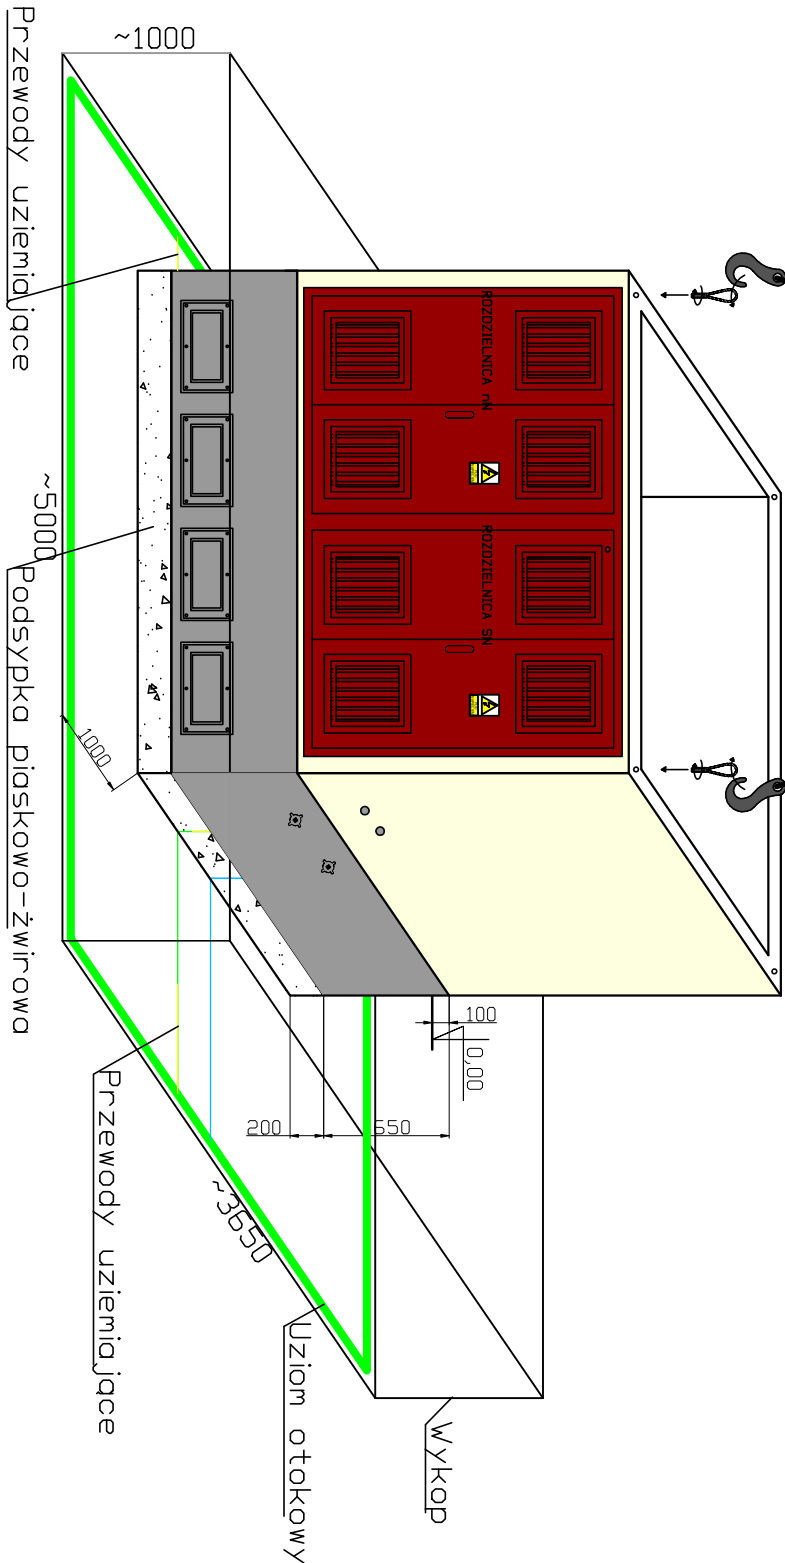 ROZDZIELNICA nN
ROZDZIELNICA SN
~1000
Przewody uziemiające
~5000
Podsypka piaskowo-żwirowa
1000
100
0,00
200
650
~3650
Przewody uziemiające
Uziom otokowy
Wykop